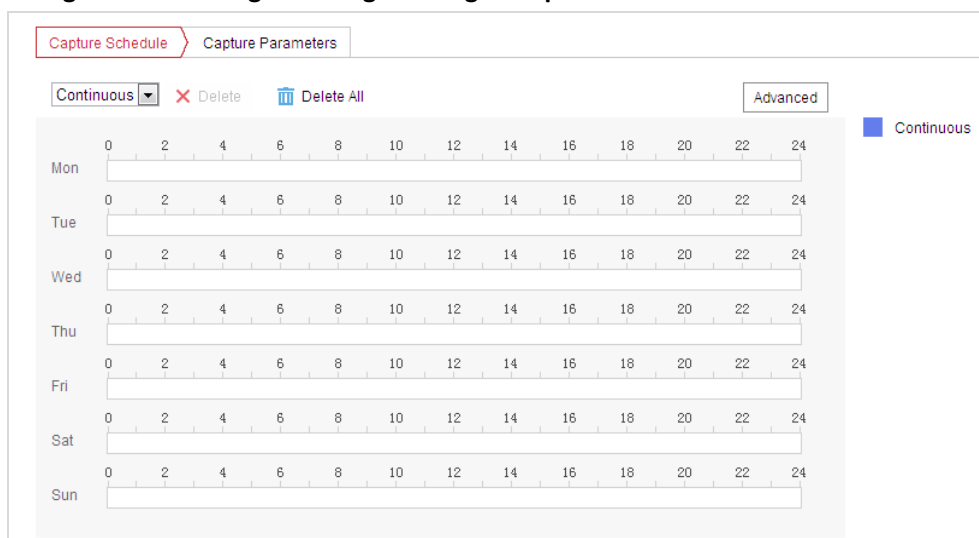 Capture Schedule Capture Parameters
Continuous Delete Delete All Advanced
Continuous
0 2 4 6 8 10 12 14 16 18 20 22 24
Mon
0 2 4 6 8 10 12 14 16 18 20 22 24
Tue
0 2 4 6 8 10 12 14 16 18 20 22 24
Wed
0 2 4 6 8 10 12 14 16 18 20 22 24
Thu
0 2 4 6 8 10 12 14 16 18 20 22 24
Fri
0 2 4 6 8 10 12 14 16 18 20 22 24
Sat
0 2 4 6 8 10 12 14 16 18 20 22 24
Sun